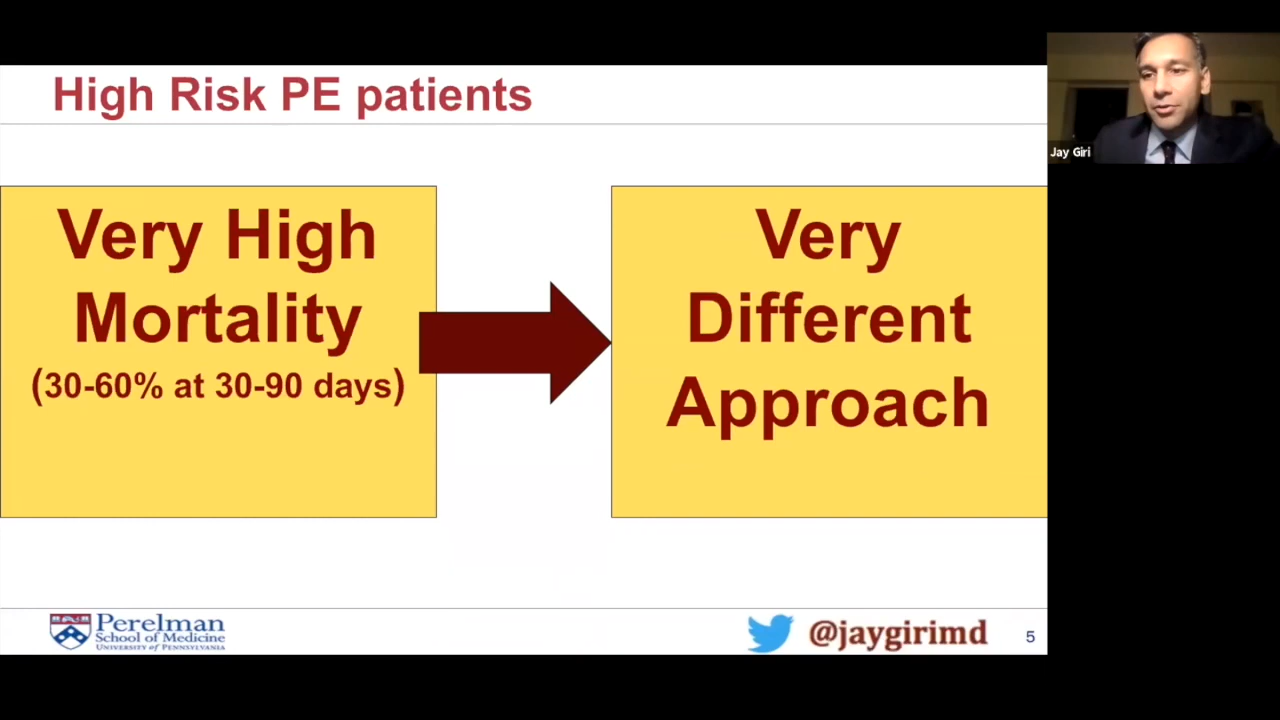 High Risk PE patients
Very High
Mortality
(30-60% at 30-90 days)
Very
Different
Approach
Perelman
School of Medicine
University of Pennsylvania
@jaygirimd
5
Jay Giri